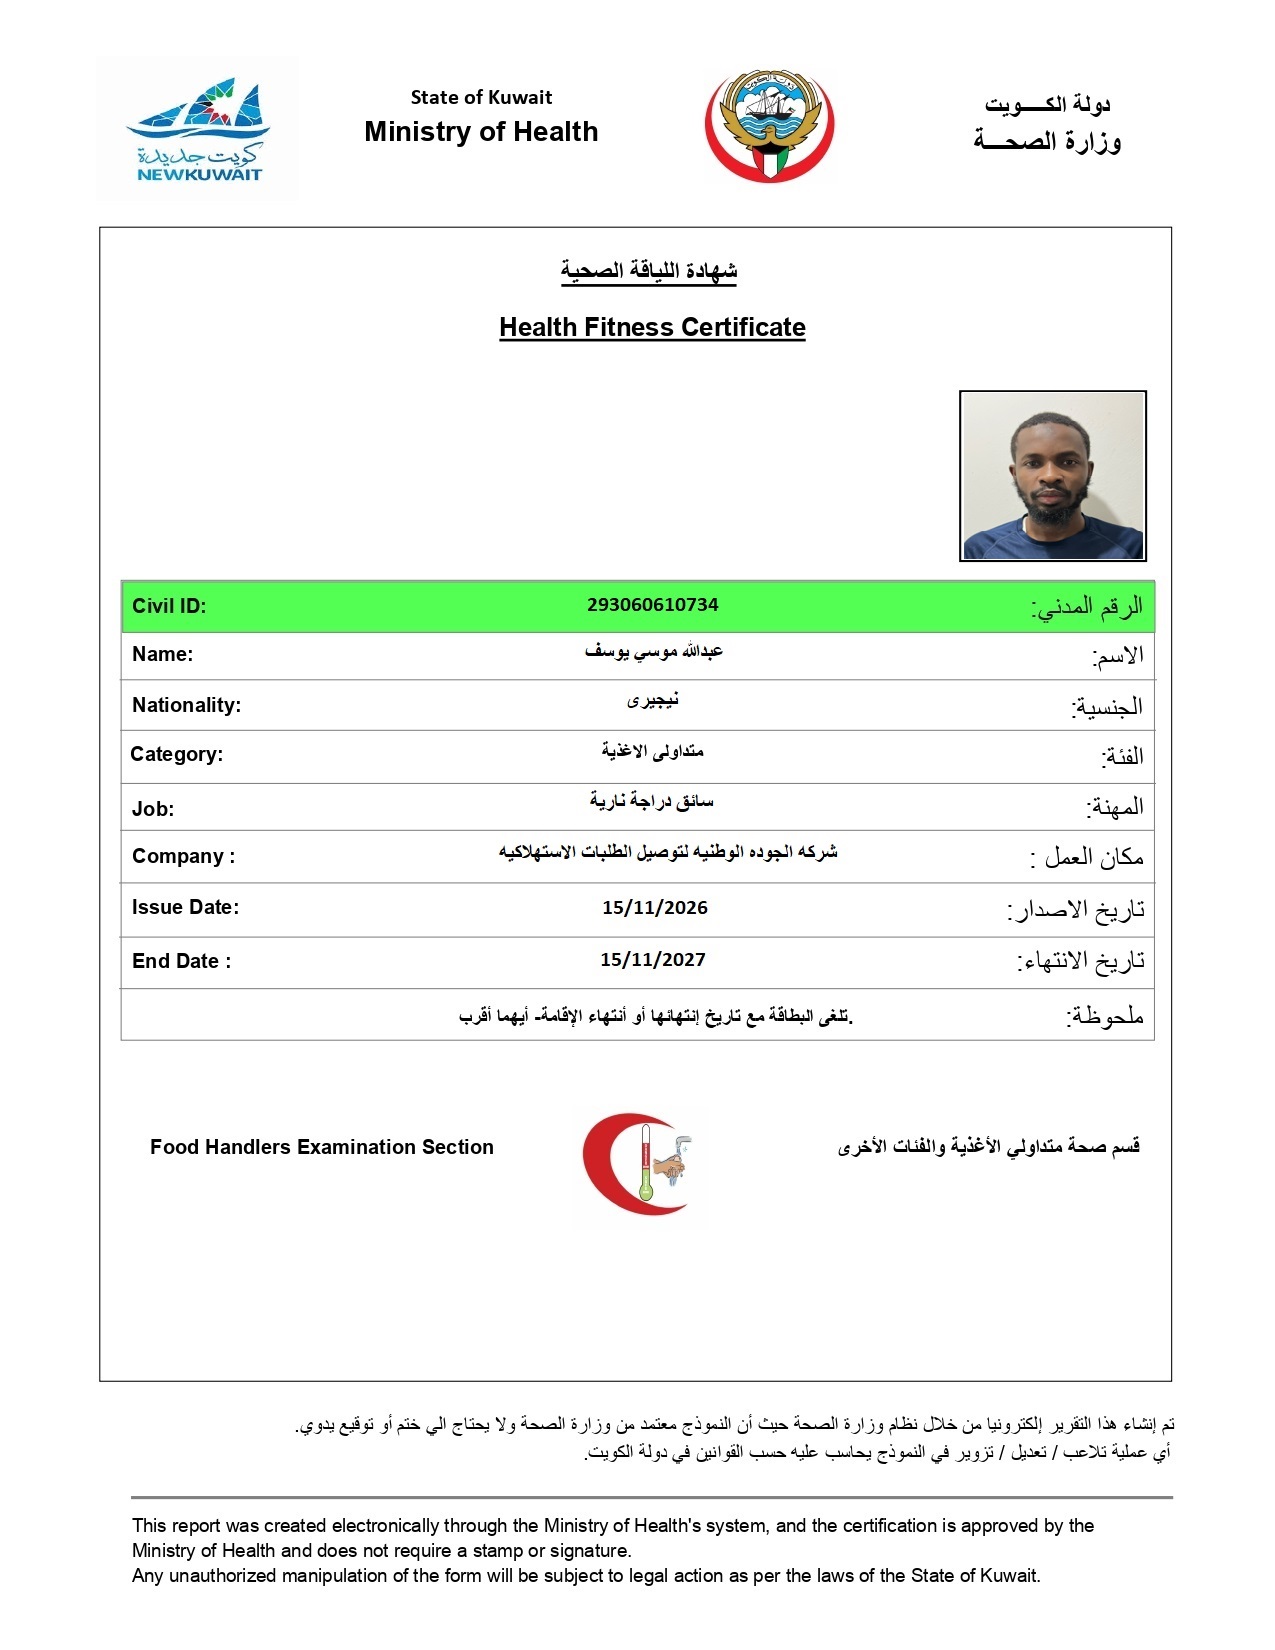 كويت جديدة
NEWKUWAIT
State of Kuwait
Ministry of Health
دولة الكويت
دولة الكـــويت
وزارة الصحـــة
شهادة اللياقة الصحية
Health Fitness Certificate
Civil ID: 293060610734 الرقم المدني:
Name: عبدالله موسي يوسف الاسم:
Nationality: نيجيرى الجنسية:
Category: متداولى الاغذية الفئة:
Job: سائق دراجة نارية المهنة:
Company : شركه الجوده الوطنيه لتوصيل الطلبات الاستهلاكيه مكان العمل :
Issue Date: 15/11/2026 تاريخ الاصدار:
End Date : 15/11/2027 تاريخ الانتهاء:
ملحوظة: تلغى البطاقة مع تاريخ إنتهائها أو أنتهاء الإقامة- أيهما أقرب.
Food Handlers Examination Section قسم صحة متداولي الأغذية والفئات الأخرى
تم إنشاء هذا التقرير إلكترونيا من خلال نظام وزارة الصحة حيث أن النموذج معتمد من وزارة الصحة ولا يحتاج الي ختم أو توقيع يدوي.
أي عملية تلاعب / تعديل / تزوير في النموذج يحاسب عليه حسب القوانين في دولة الكويت.
This report was created electronically through the Ministry of Health's system, and the certification is approved by the
Ministry of Health and does not require a stamp or signature.
Any unauthorized manipulation of the form will be subject to legal action as per the laws of the State of Kuwait.